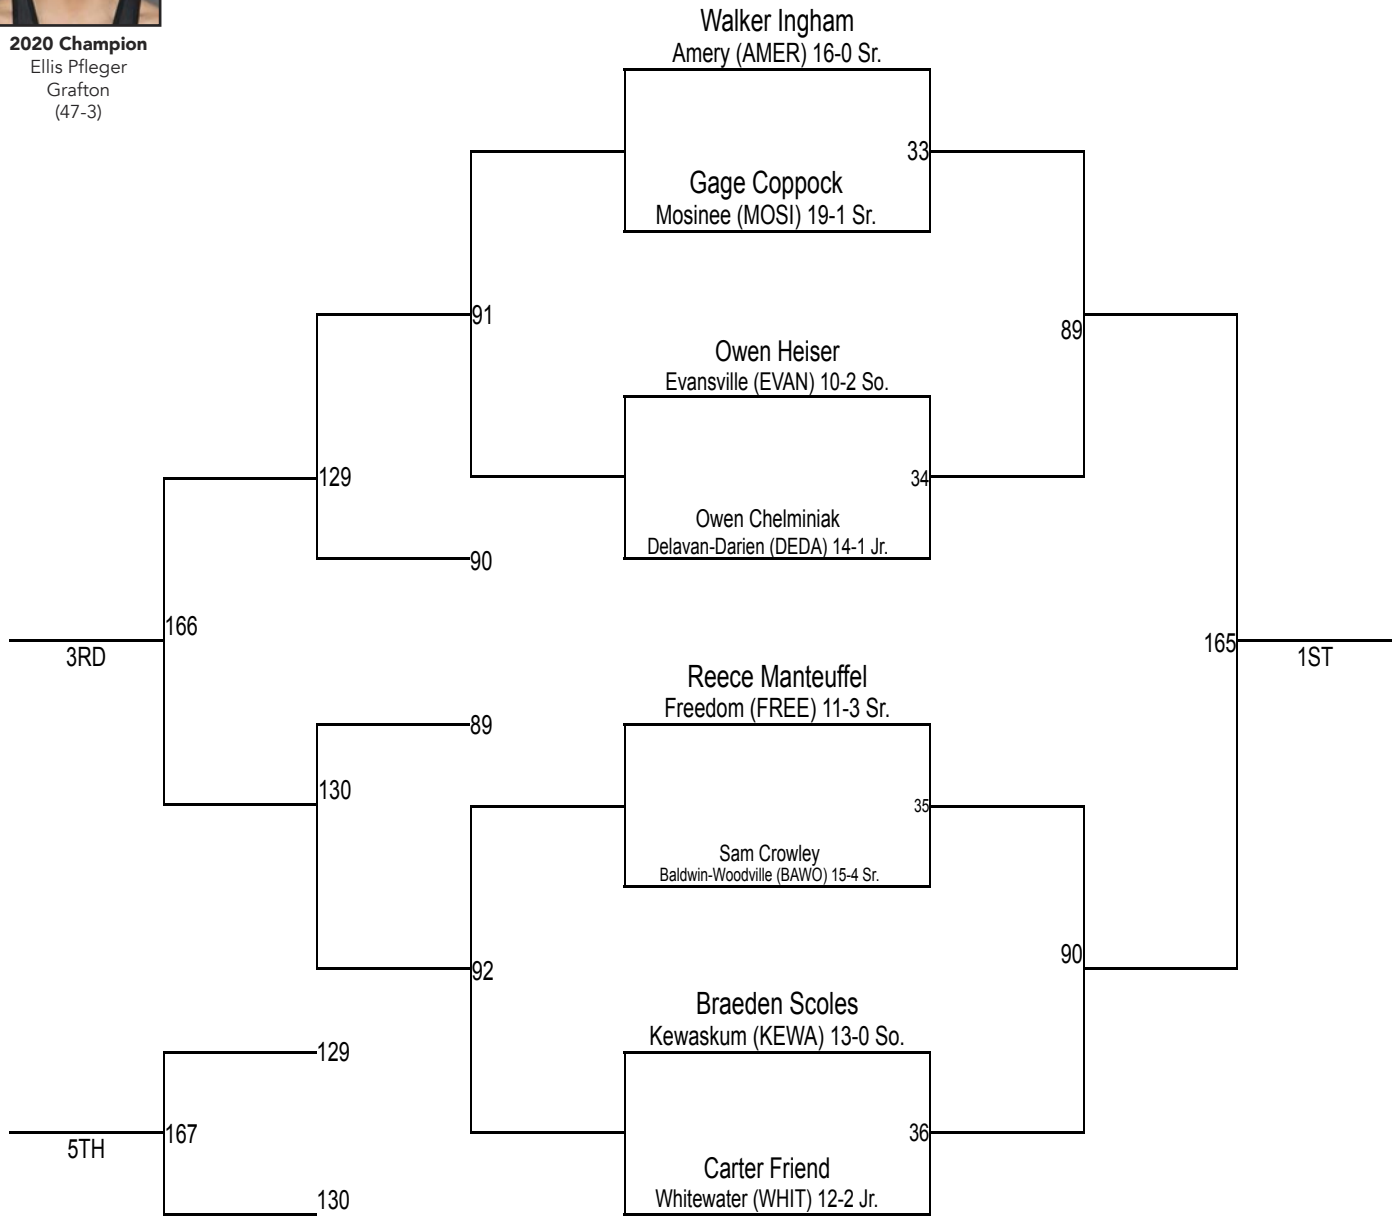 2020 Champion
Ellis Pfleger
Grafton
(47-3)
Walker Ingham
Amery (AMER) 16-0 Sr.
33
Gage Coppock
Mosinee (MOSI) 19-1 Sr.
91
89
Owen Heiser
Evansville (EVAN) 10-2 So.
129
34
Owen Chelminiak
Delavan-Darien (DEDA) 14-1 Jr.
90
166
3RD
165
1ST
Reece Manteuffel
Freedom (FREE) 11-3 Sr.
89
130
35
Sam Crowley
Baldwin-Woodville (BAWO) 15-4 Sr.
92
90
Braeden Scoles
Kewaskum (KEWA) 13-0 So.
129
167
5TH
36
Carter Friend
Whitewater (WHIT) 12-2 Jr.
130